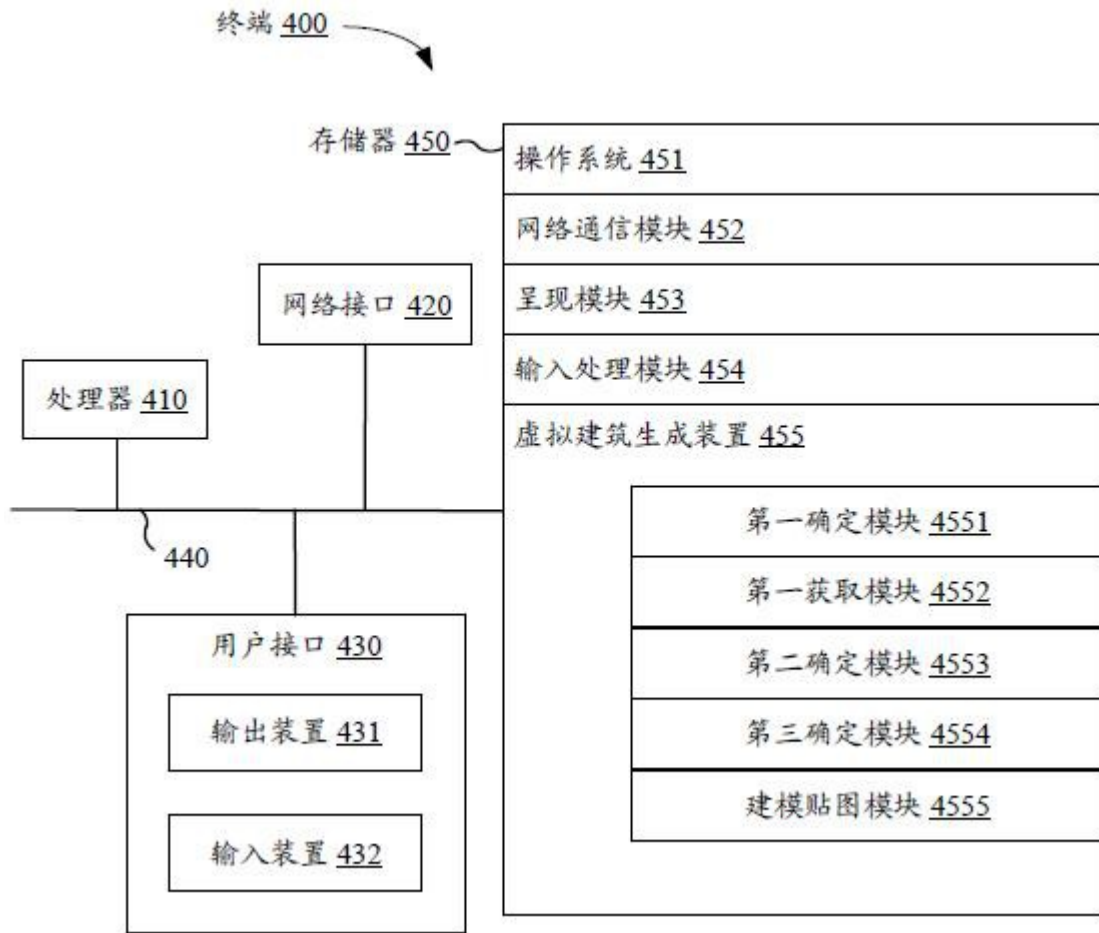 终端 400
存储器 450
操作系统 451
网络通信模块 452
呈现模块 453
输入处理模块 454
虚拟建筑生成装置 455
第一确定模块 4551
第一获取模块 4552
第二确定模块 4553
第三确定模块 4554
建模贴图模块 4555
网络接口 420
处理器 410
440
用户接口 430
输出装置 431
输入装置 432